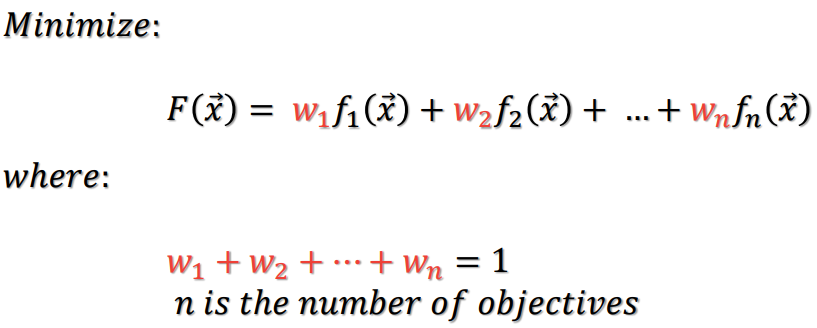 Minimize:
F(x⃗) = w₁f₁(x⃗) + w₂f₂(x⃗) + … + wₙfₙ(x⃗)
where:
w₁ + w₂ + ⋯ + wₙ = 1
n is the number of objectives